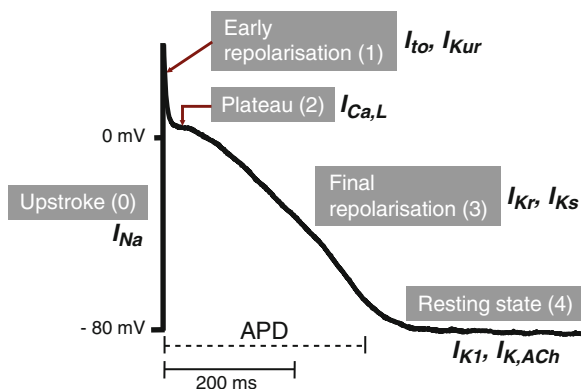 Early
repolarisation (1)
I_to, I_Kur
Plateau (2)
I_Ca,L
0 mV
Final
repolarisation (3)
I_Kr, I_Ks
Upstroke (0)
I_Na
Resting state (4)
- 80 mV
APD
I_K1, I_K,ACh
200 ms